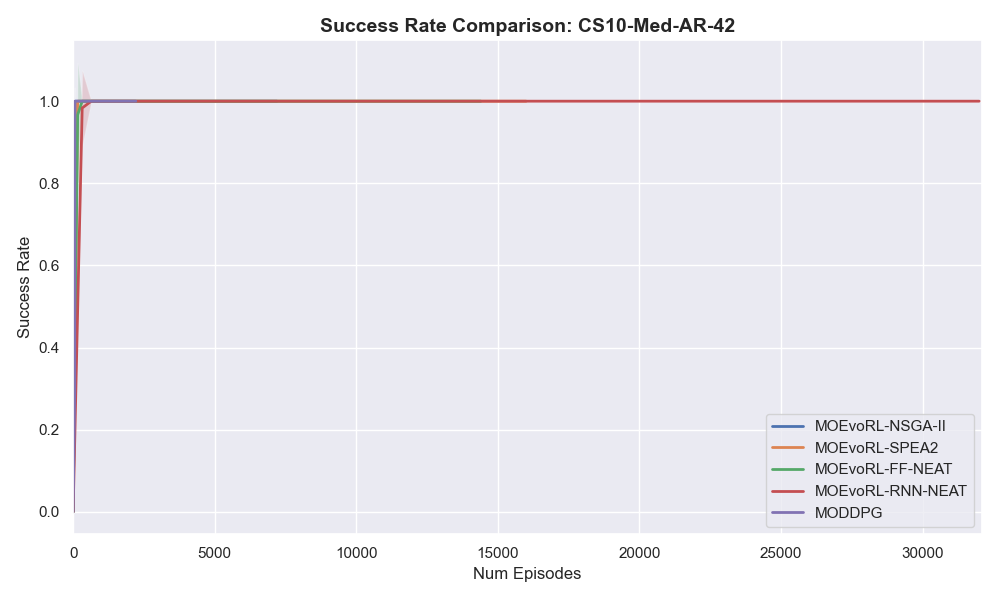 Success Rate Comparison: CS10-Med-AR-42
Success Rate
1.0
0.8
0.6
0.4
0.2
0.0
0 5000 10000 15000 20000 25000 30000
Num Episodes
MOEvoRL-NSGA-II
MOEvoRL-SPEA2
MOEvoRL-FF-NEAT
MOEvoRL-RNN-NEAT
MODDPG